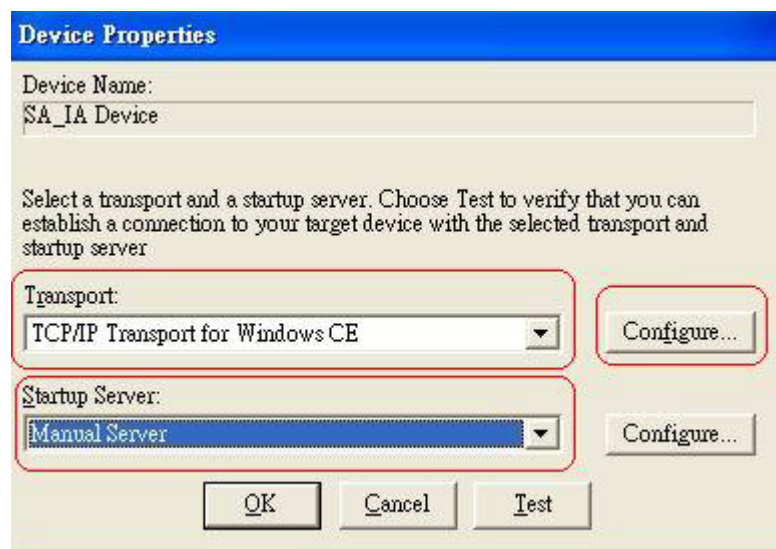 Device Properties
Device Name:
SA_IA Device
Select a transport and a startup server. Choose Test to verify that you can
establish a connection to your target device with the selected transport and
startup server
Transport:
TCP/IP Transport for Windows CE
Configure...
Startup Server:
Manual Server
Configure...
OK
Cancel
Test